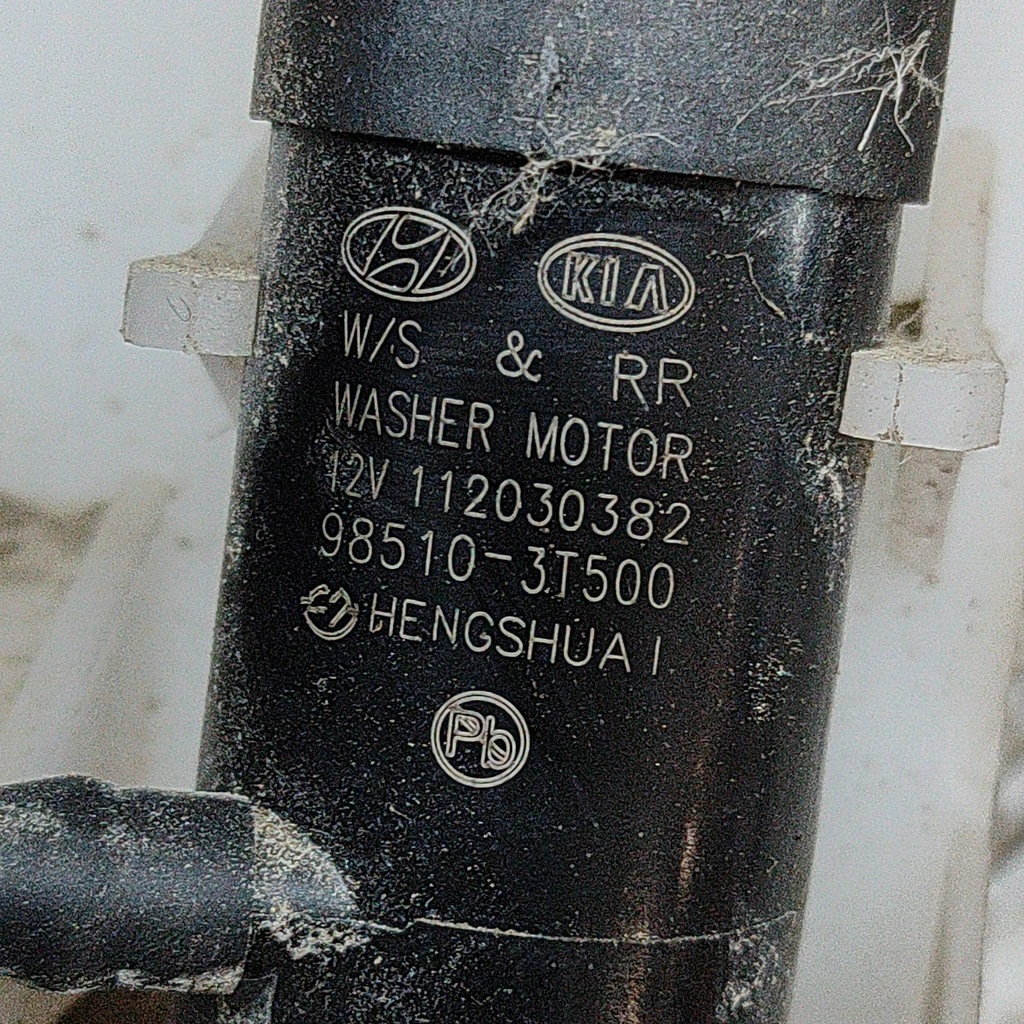 KIA
W/S & RR
WASHER MOTOR
12V 112030382
98510-3T500
HENGSHUAI
Pb